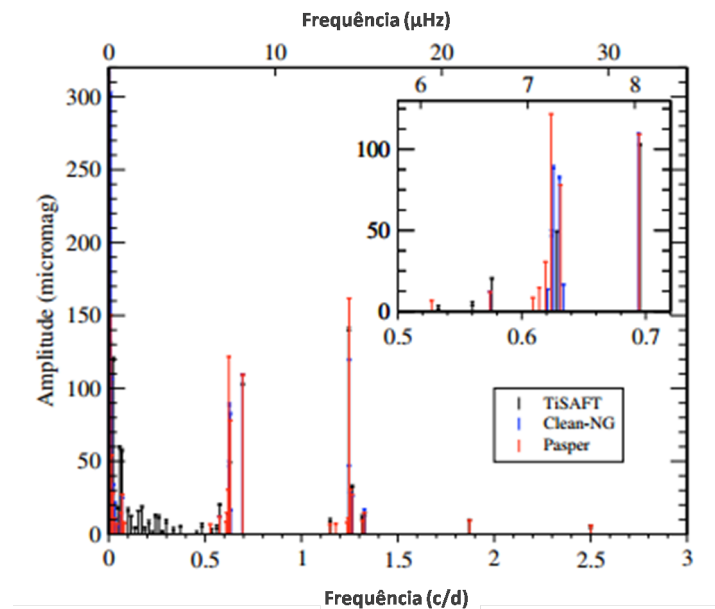 Frequência (µHz)
0 10 20 30
300
250
200
150
100
50
0
Amplitude (micromag)
6 7 8
100
50
0
0.5 0.6 0.7
TiSAFT
Clean-NG
Pasper
0 0.5 1 1.5 2 2.5 3
Frequência (c/d)